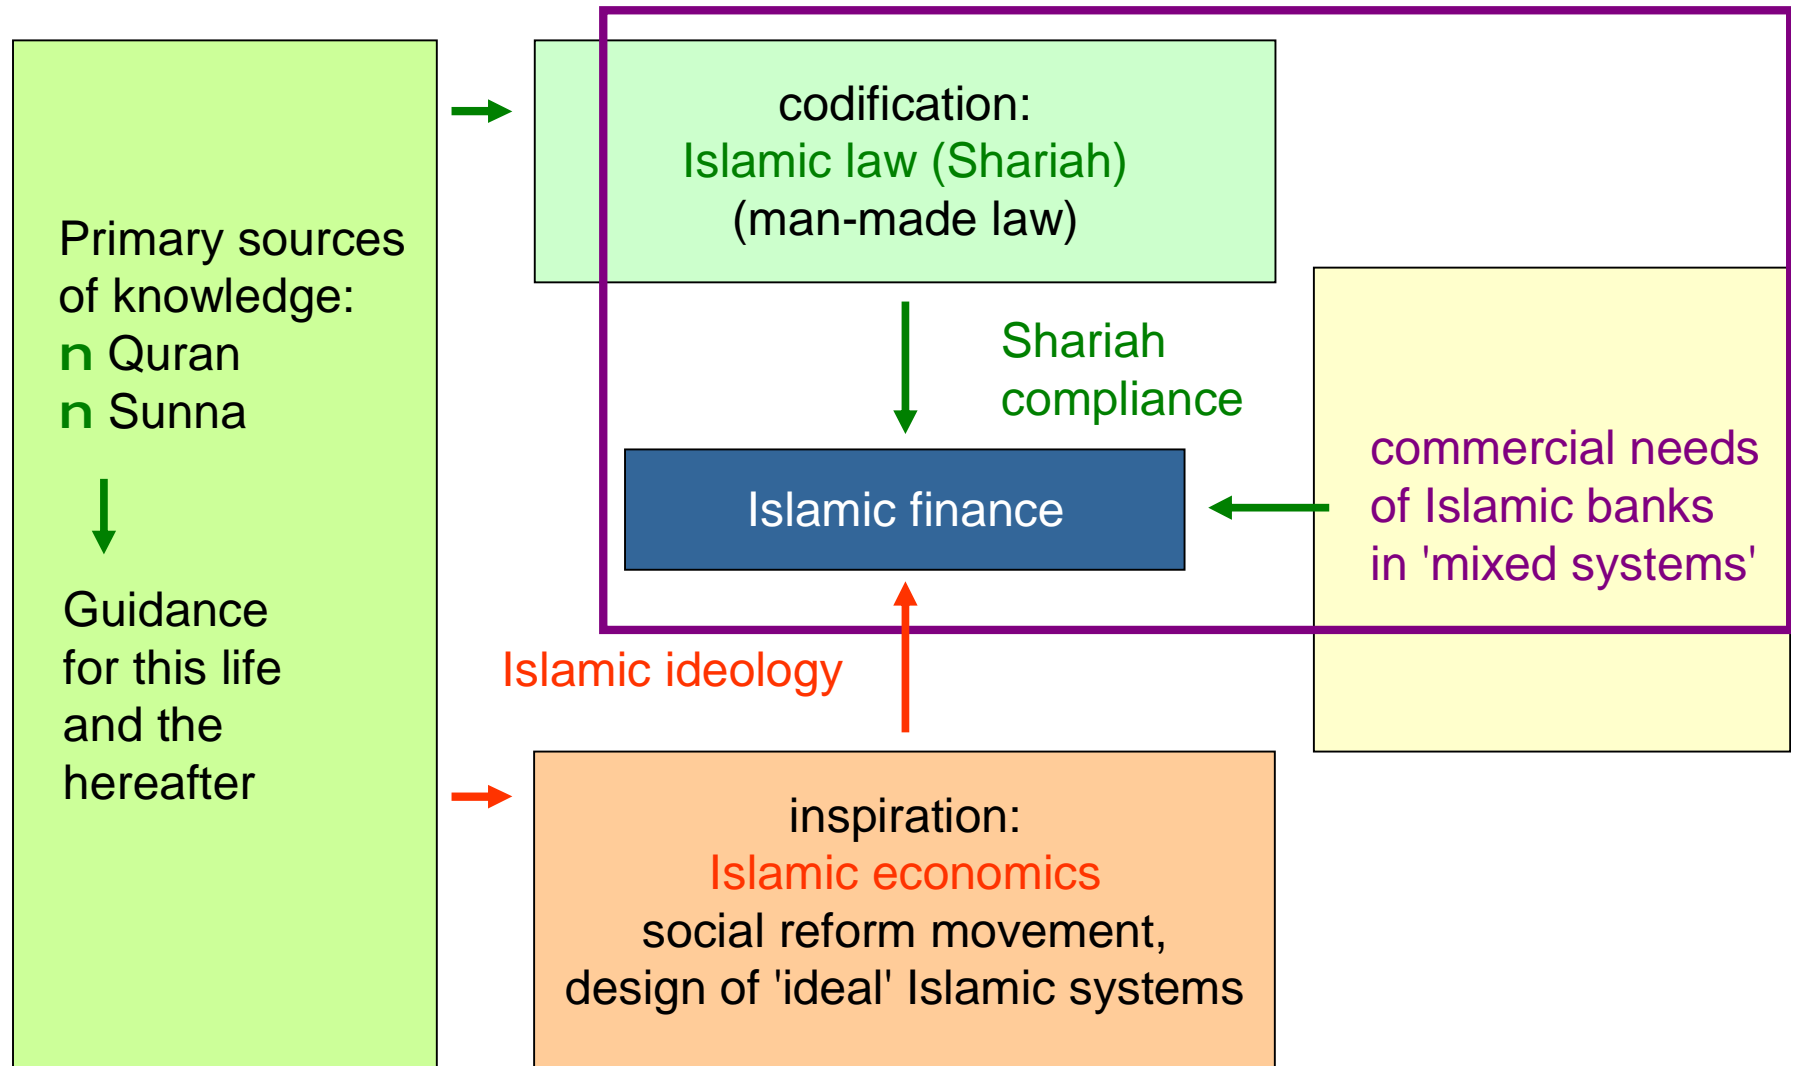 Primary sources
of knowledge:
n Quran
n Sunna
Guidance
for this life
and the
hereafter
codification:
Islamic law (Shariah)
(man-made law)
Shariah
compliance
Islamic finance
commercial needs
of Islamic banks
in 'mixed systems'
Islamic ideology
inspiration:
Islamic economics
social reform movement,
design of 'ideal' Islamic systems